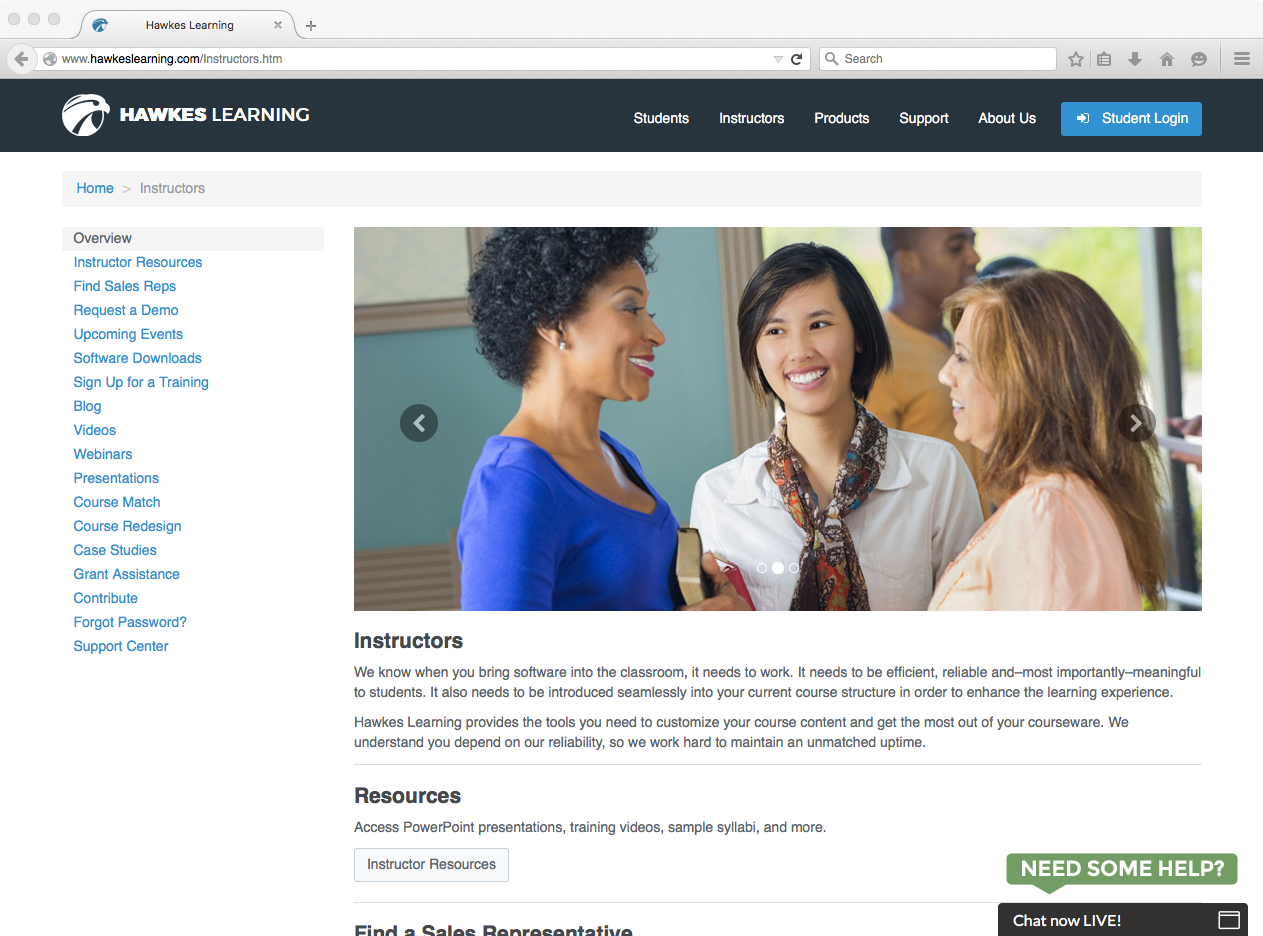 Hawkes Learning
www.hawkeslearning.com/Instructors.htm
Search
HAWKES LEARNING
Students
Instructors
Products
Support
About Us
Student Login
Home > Instructors
Overview
Instructor Resources
Find Sales Reps
Request a Demo
Upcoming Events
Software Downloads
Sign Up for a Training
Blog
Videos
Webinars
Presentations
Course Match
Course Redesign
Case Studies
Grant Assistance
Contribute
Forgot Password?
Support Center
Instructors
We know when you bring software into the classroom, it needs to work. It needs to be efficient, reliable and–most importantly–meaningful
to students. It also needs to be introduced seamlessly into your current course structure in order to enhance the learning experience.
Hawkes Learning provides the tools you need to customize your course content and get the most out of your courseware. We
understand you depend on our reliability, so we work hard to maintain an unmatched uptime.
Resources
Access PowerPoint presentations, training videos, sample syllabi, and more.
Instructor Resources
Find a Sales Representative
NEED SOME HELP?
Chat now LIVE!